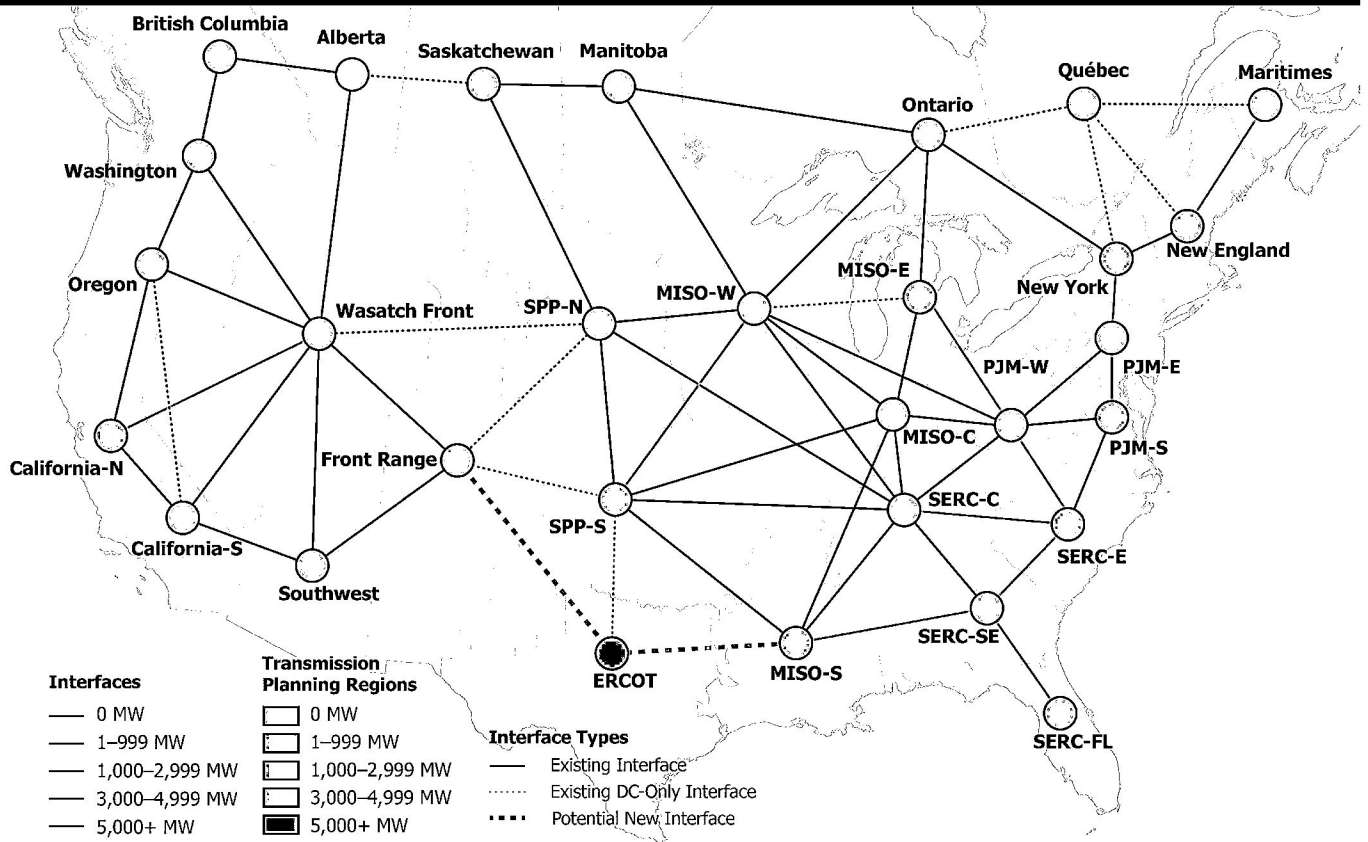 British Columbia
Alberta
Saskatchewan
Manitoba
Québec
Maritimes
Ontario
Washington
New England
Oregon
MISO-E
New York
Wasatch Front
SPP-N
MISO-W
PJM-W
PJM-E
California-N
Front Range
MISO-C
PJM-S
SPP-S
SERC-C
California-S
SERC-E
Southwest
SERC-SE
ERCOT
MISO-S
SERC-FL
Interfaces
0 MW
1–999 MW
1,000–2,999 MW
3,000–4,999 MW
5,000+ MW
Transmission
Planning Regions
0 MW
1–999 MW
1,000–2,999 MW
3,000–4,999 MW
5,000+ MW
Interface Types
Existing Interface
Existing DC-Only Interface
Potential New Interface